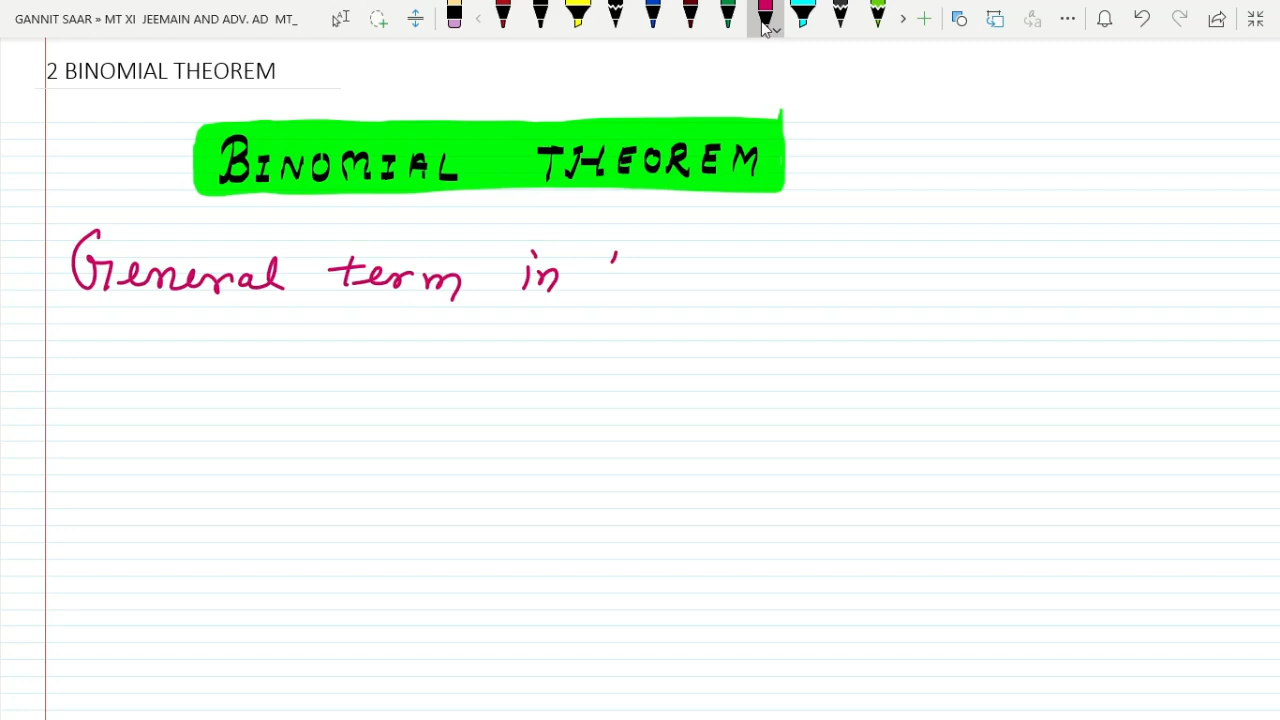 GANNIT SAAR » MT XI JEEMAIN AND ADV. AD MT_
2 BINOMIAL THEOREM
BINOMIAL THEOREM
General term in '